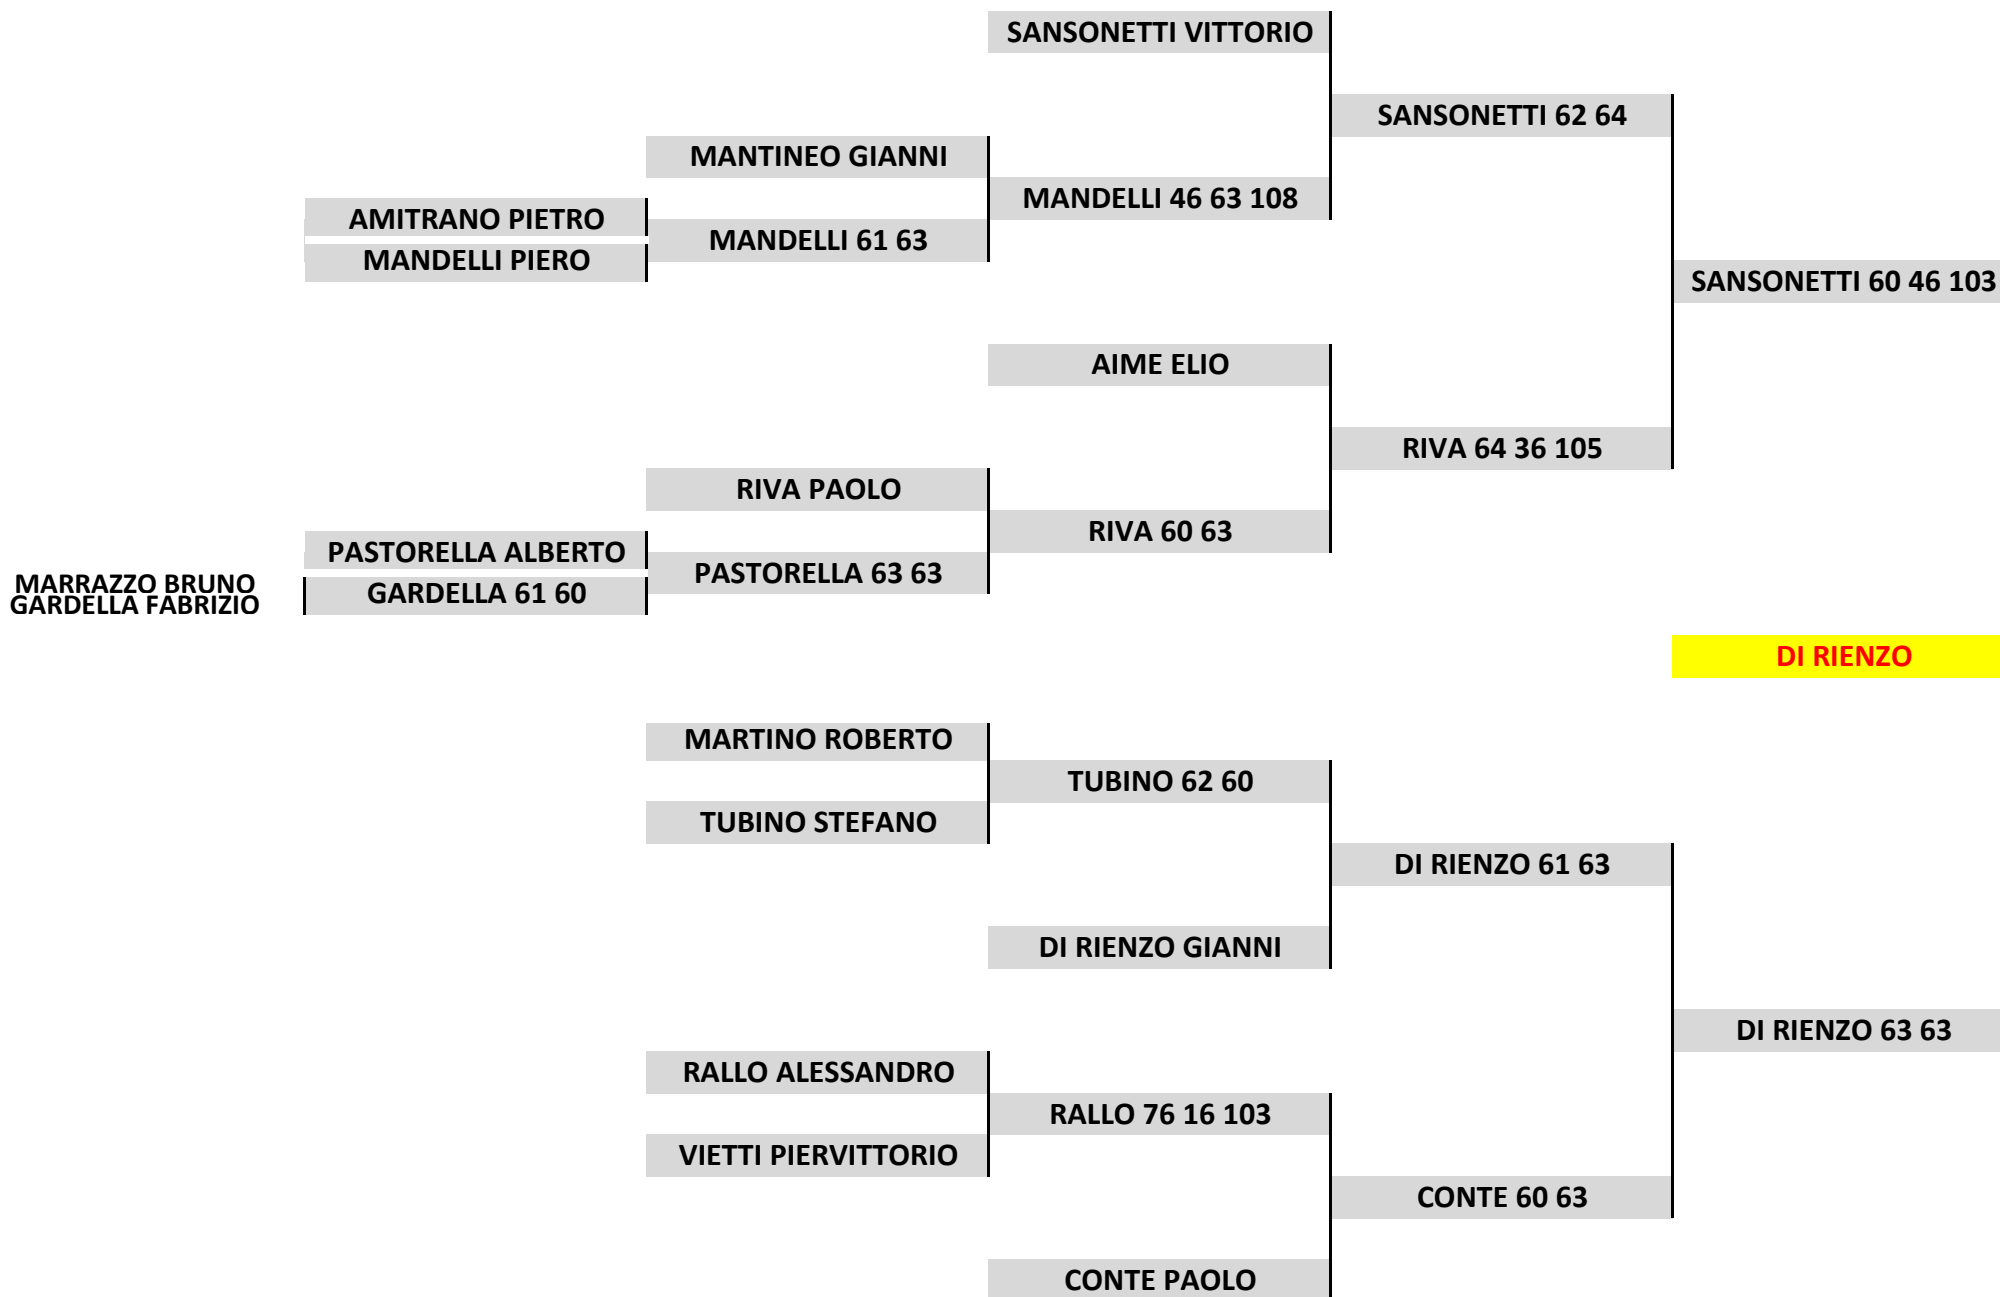 SANSONETTI VITTORIO
SANSONETTI 62 64
MANTINEO GIANNI
MANDELLI 46 63 108
AMITRANO PIETRO
MANDELLI 61 63
MANDELLI PIERO
SANSONETTI 60 46 103
AIME ELIO
RIVA 64 36 105
RIVA PAOLO
RIVA 60 63
PASTORELLA ALBERTO
PASTORELLA 63 63
MARRAZZO BRUNO
GARDELLA 61 60
GARDELLA FABRIZIO
DI RIENZO
MARTINO ROBERTO
TUBINO 62 60
TUBINO STEFANO
DI RIENZO 61 63
DI RIENZO GIANNI
DI RIENZO 63 63
RALLO ALESSANDRO
RALLO 76 16 103
VIETTI PIERVITTORIO
CONTE 60 63
CONTE PAOLO